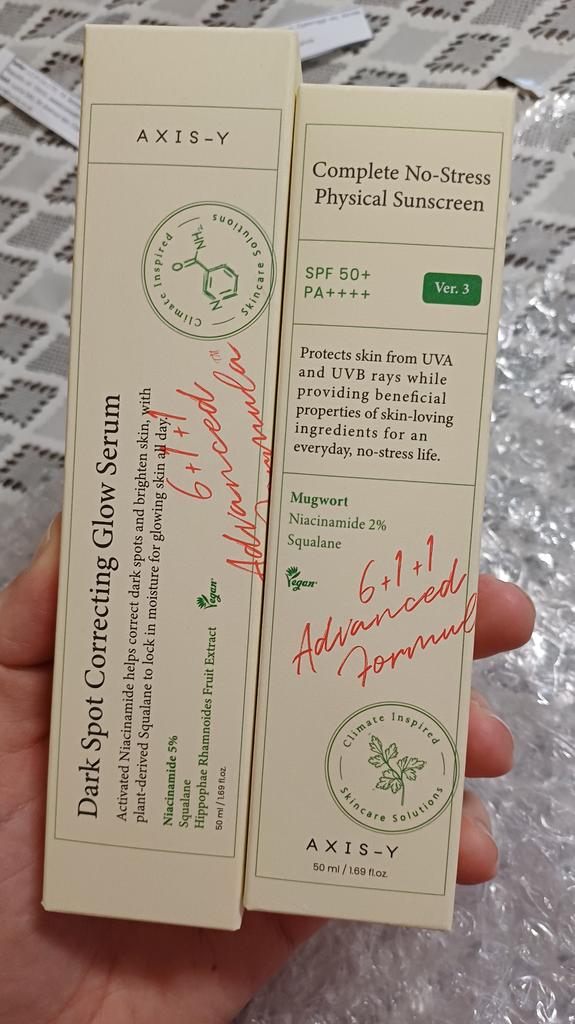 AXIS-Y
Climate Inspired
Skincare Solutions
O
NH₂
N
Dark Spot Correcting Glow Serum
Activated Niacinamide helps correct dark spots and brighten skin, with
plant-derived Squalane to lock in moisture for glowing skin all day.
6+1+1
Advanced
Formula
Vegan
Niacinamide 5%
Squalane
Hippophae Rhamnoides Fruit Extract
50 ml / 1.69 fl.oz.
Complete No-Stress
Physical Sunscreen
SPF 50+
PA++++
Ver. 3
Protects skin from UVA
and UVB rays while
providing beneficial
properties of skin-loving
ingredients for an
everyday, no-stress life.
Mugwort
Niacinamide 2%
Squalane
Vegan
6+1+1
Advanced
Formul
Climate Inspired
Skincare Solutions
AXIS-Y
50 ml / 1.69 fl.oz.